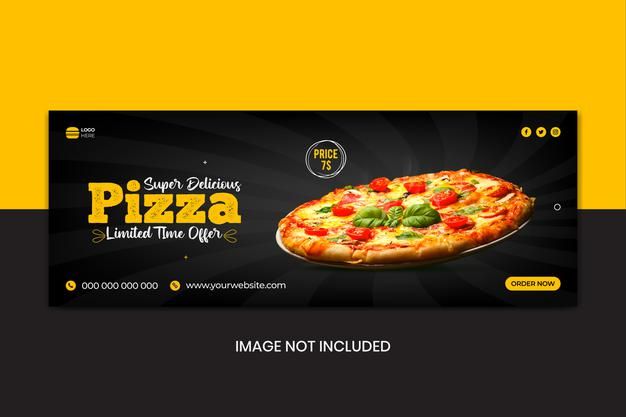 LOGO
HERE
PRICE
7$
Super Delicious
Pizza
Limited Time Offer
000 000 000 000
www.yourwebsite.com
ORDER NOW
IMAGE NOT INCLUDED